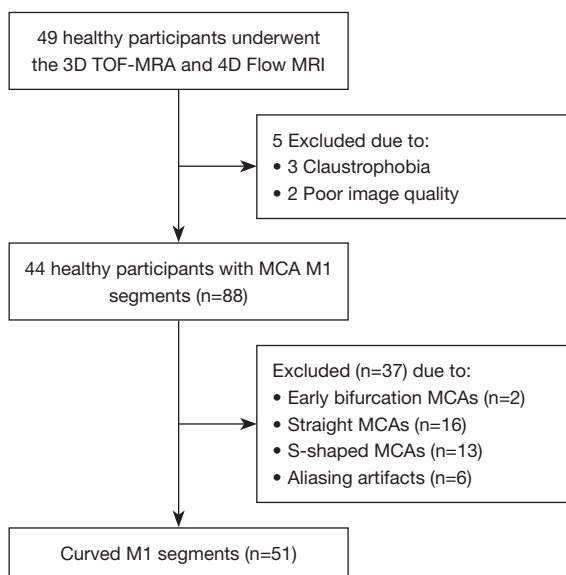 49 healthy participants underwent
the 3D TOF-MRA and 4D Flow MRI
5 Excluded due to:
• 3 Claustrophobia
• 2 Poor image quality
44 healthy participants with MCA M1
segments (n=88)
Excluded (n=37) due to:
• Early bifurcation MCAs (n=2)
• Straight MCAs (n=16)
• S-shaped MCAs (n=13)
• Aliasing artifacts (n=6)
Curved M1 segments (n=51)